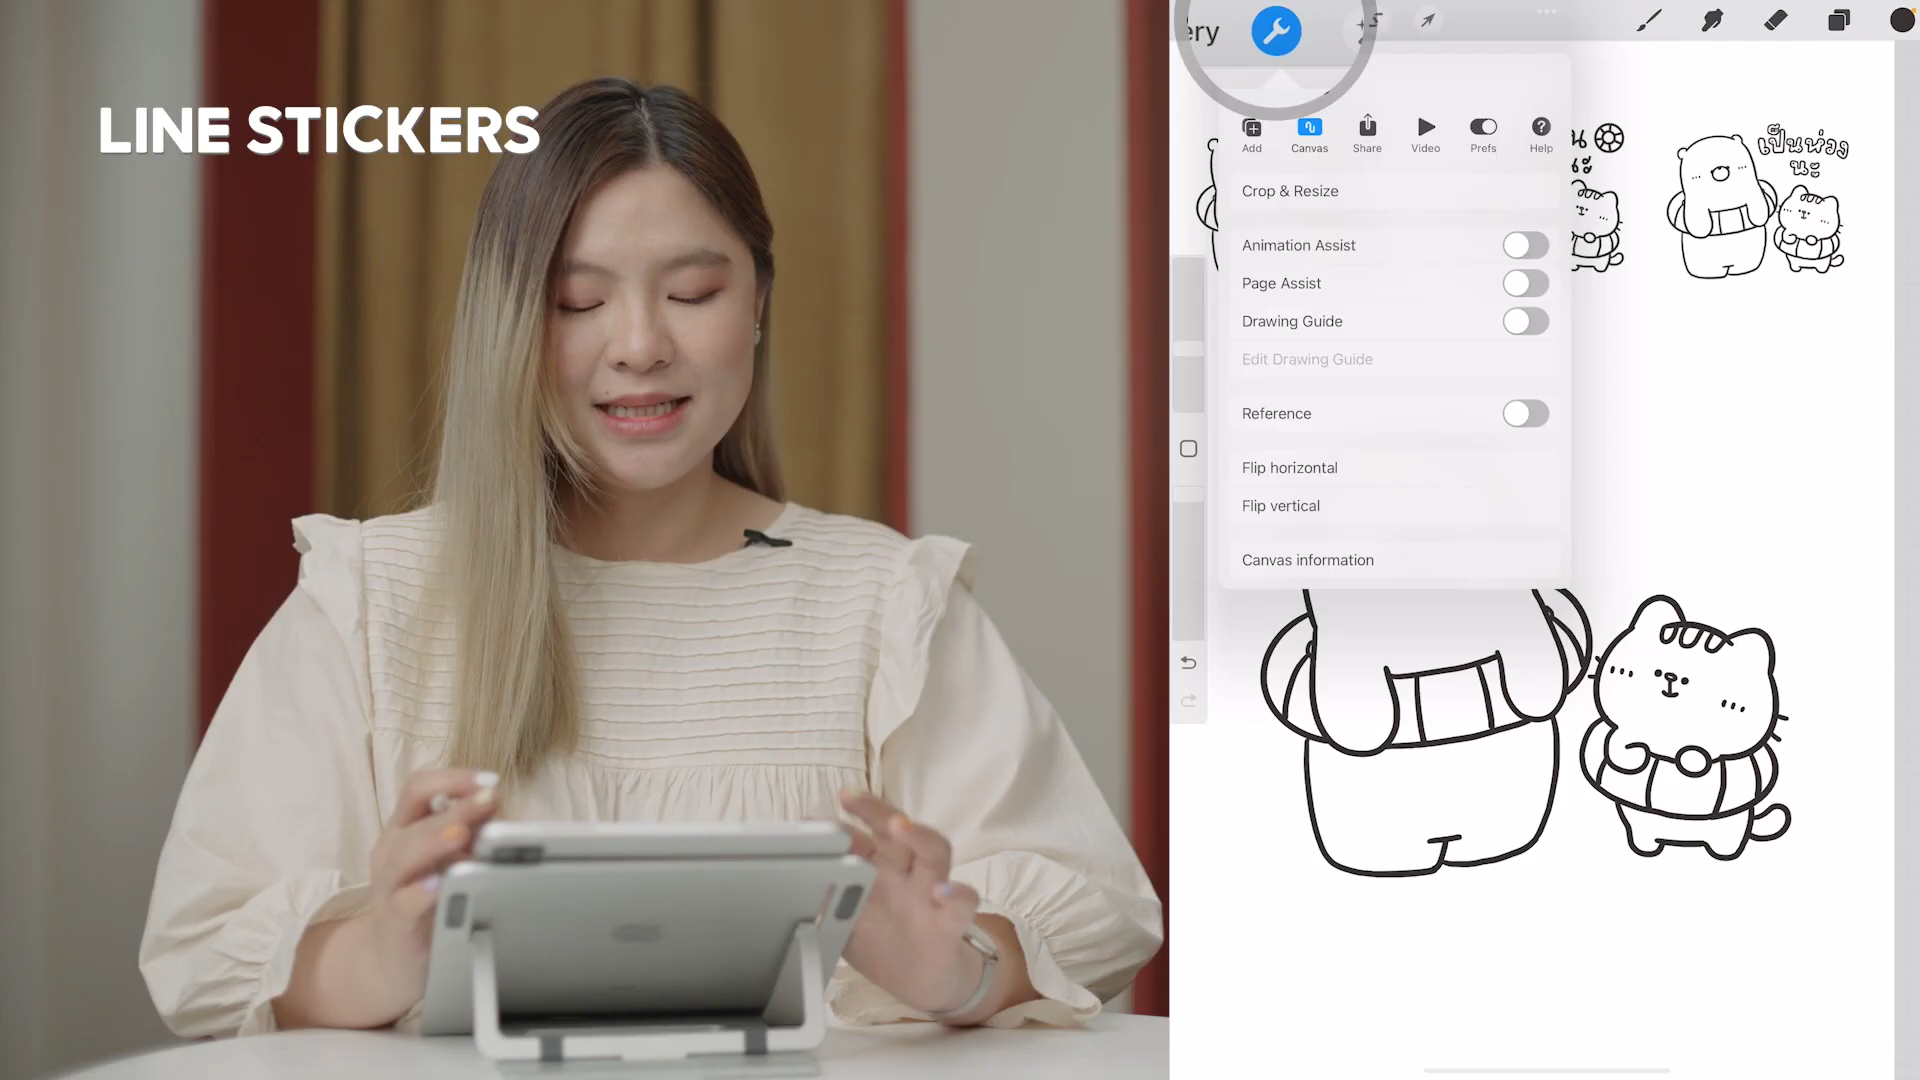 LINE STICKERS
ery
Add
Canvas
Share
Video
Prefs
Help
Crop & Resize
Animation Assist
Page Assist
Drawing Guide
Edit Drawing Guide
Reference
Flip horizontal
Flip vertical
Canvas information
เป็นห่วง
นะ